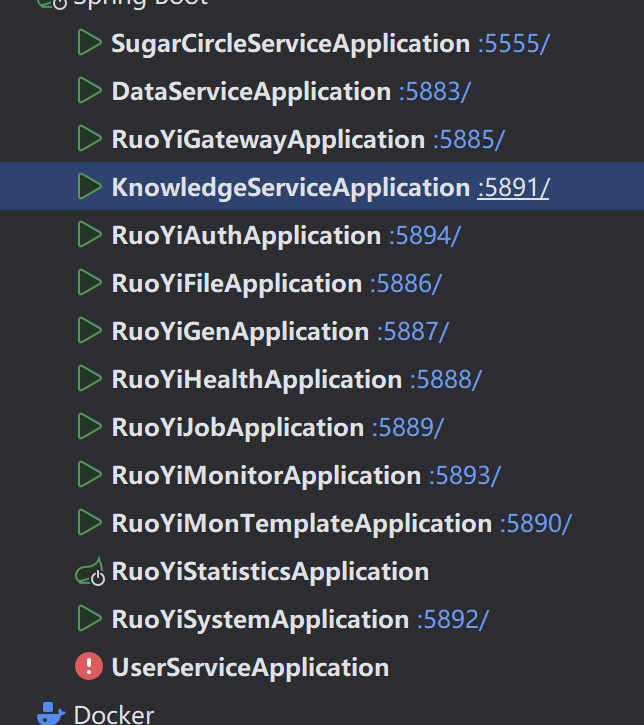 Spring Boot
SugarCircleServiceApplication :5555/
DataServiceApplication :5883/
RuoYiGatewayApplication :5885/
KnowledgeServiceApplication :5891/
RuoYiAuthApplication :5894/
RuoYiFileApplication :5886/
RuoYiGenApplication :5887/
RuoYiHealthApplication :5888/
RuoYiJobApplication :5889/
RuoYiMonitorApplication :5893/
RuoYiMonTemplateApplication :5890/
RuoYiStatisticsApplication
RuoYiSystemApplication :5892/
UserServiceApplication
Docker